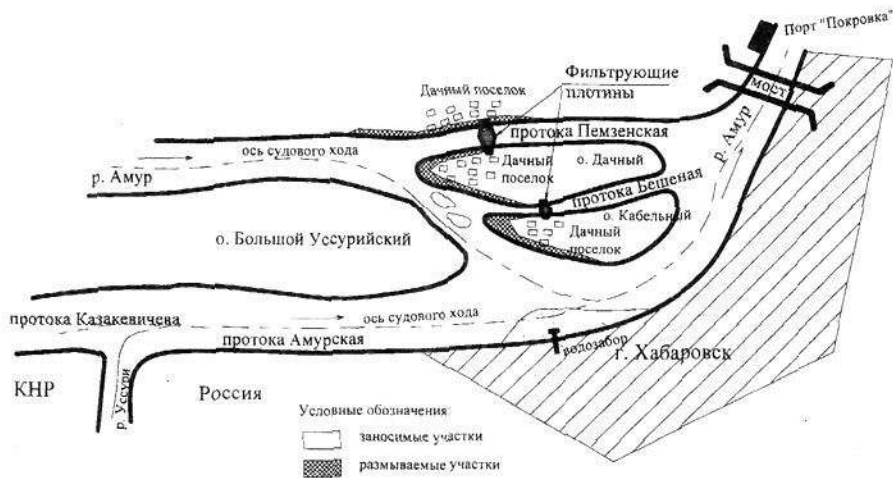 Порт "Покровка"
мост
Фильтрующие
плотины
Дачный поселок
протока Пемзенская
ось судового хода
р. Амур
р. Амур
Дачный
поселок
о. Дачный
протока Бешеная
о. Кабельный
Дачный
поселок
о. Большой Уссурийский
ось судового хода
протока Казакевичева
протока Амурская
водозабор
г. Хабаровск
КНР
р. Уссури
Россия
Условные обозначения
заносимые участки
размываемые участки